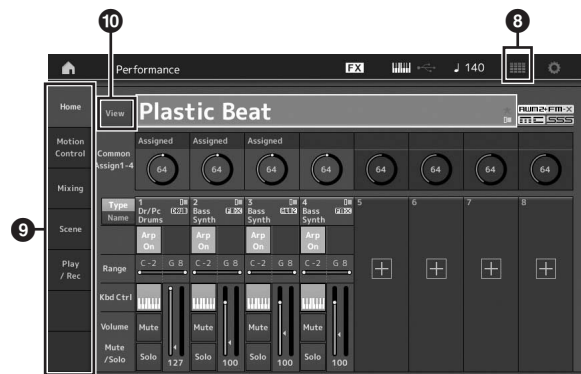 10
8
Performance FX 140
Home
View
Plastic Beat
AWM2+FM-X
MC SSS
Motion
Control
Common
Assign1-4
Assigned Assigned Assigned
64 64 64 64 64 64 64 64
Mixing
9
Scene
Play
/ Rec
Type
Name
1 2 3 4 5 6 7 8
Dr/Pc Bass Bass Bass
Drums Synth Synth Synth
Arp Arp Arp Arp
On On On On
Range C -2 G 8 C -2 G 8 C -2 G 8 C -2 G 8
Kbd Ctrl
Volume Mute Mute Mute Mute
Mute
/Solo
Solo 127 Solo 100 Solo 100 Solo 100